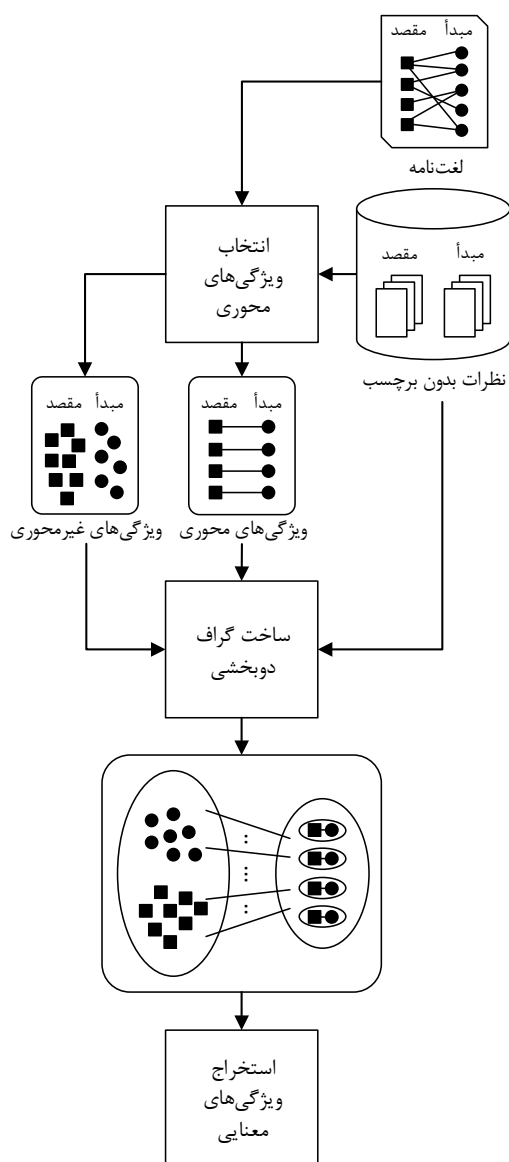 مبدأ مقصد
لغت‌نامه
انتخاب
ویژگی‌های
محوری
مبدأ مقصد
نظرات بدون برچسب
مبدأ مقصد
ویژگی‌های محوری
مبدأ مقصد
ویژگی‌های غیرمحوری
ساخت گراف
دوبخشی
استخراج
ویژگی‌های
معنایی